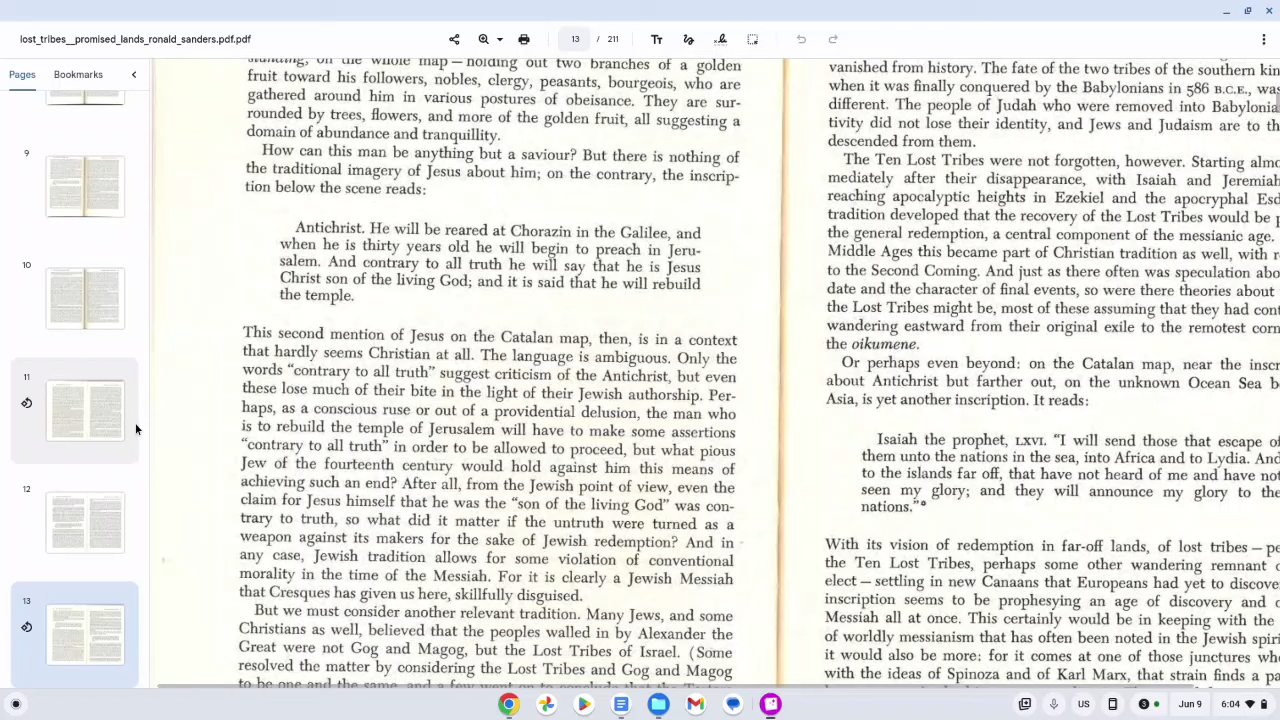 lost_tribes__promised_lands_ronald_sanders.pdf.pdf
13 / 211
Pages
Bookmarks
9
10
11
12
13
standing, on the whole map — holding out two branches of a golden
fruit toward his followers, nobles, clergy, peasants, bourgeois, who are
gathered around him in various postures of obeisance. They are sur-
rounded by trees, flowers, and more of the golden fruit, all suggesting a
domain of abundance and tranquillity.
How can this man be anything but a saviour? But there is nothing of
the traditional imagery of Jesus about him; on the contrary, the inscrip-
tion below the scene reads:
Antichrist. He will be reared at Chorazin in the Galilee, and
when he is thirty years old he will begin to preach in Jeru-
salem. And contrary to all truth he will say that he is Jesus
Christ son of the living God; and it is said that he will rebuild
the temple.
This second mention of Jesus on the Catalan map, then, is in a context
that hardly seems Christian at all. The language is ambiguous. Only the
words “contrary to all truth” suggest criticism of the Antichrist, but even
these lose much of their bite in the light of their Jewish authorship. Per-
haps, as a conscious ruse or out of a providential delusion, the man who
is to rebuild the temple of Jerusalem will have to make some assertions
“contrary to all truth” in order to be allowed to proceed, but what pious
Jew of the fourteenth century would hold against him this means of
achieving such an end? After all, from the Jewish point of view, even the
claim for Jesus himself that he was the “son of the living God” was con-
trary to truth, so what did it matter if the untruth were turned as a
weapon against its makers for the sake of Jewish redemption? And in
any case, Jewish tradition allows for some violation of conventional
morality in the time of the Messiah. For it is clearly a Jewish Messiah
that Cresques has given us here, skillfully disguised.
But we must consider another relevant tradition. Many Jews, and some
Christians as well, believed that the peoples walled in by Alexander the
Great were not Gog and Magog, but the Lost Tribes of Israel. (Some
resolved the matter by considering the Lost Tribes and Gog and Magog
to be one and the same, and a few went on to conclude that the
vanished from history. The fate of the two tribes of the southern kin
when it was finally conquered by the Babylonians in 586 B.C.E., was
different. The people of Judah who were removed into Babylonia
tivity did not lose their identity, and Jews and Judaism are to th
descended from them.
The Ten Lost Tribes were not forgotten, however. Starting almo
mediately after their disappearance, with Isaiah and Jeremiah
reaching apocalyptic heights in Ezekiel and the apocryphal Esd
tradition developed that the recovery of the Lost Tribes would be p
the general redemption, a central component of the messianic age.
Middle Ages this became part of Christian tradition as well, with r
to the Second Coming. And just as there often was speculation abo
date and the character of final events, so were there theories about
the Lost Tribes might be, most of these assuming that they had cont
wandering eastward from their original exile to the remotest corn
the oikumene.
Or perhaps even beyond: on the Catalan map, near the inscr
about Antichrist but farther out, on the unknown Ocean Sea b
Asia, is yet another inscription. It reads:
Isaiah the prophet, LXVI. “I will send those that escape of
them unto the nations in the sea, into Africa and to Lydia. And
to the islands far off, that have not heard of me and have not
seen my glory; and they will announce my glory to the
nations.”
With its vision of redemption in far-off lands, of lost tribes — pe
the Ten Lost Tribes, perhaps some other wandering remnant o
elect — settling in new Canaans that Europeans had yet to discove
inscription seems to be prophesying an age of discovery and o
Messiah all at once. This certainly would be in keeping with the
of worldly messianism that has often been noted in the Jewish spiri
it would also be more: for it comes at one of those junctures whe
with the ideas of Spinoza and of Karl Marx, that strain finds a pa
US
3
Jun 9
6:04